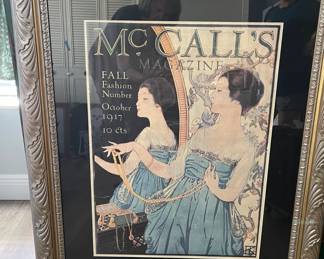 McCALL'S
MAGAZINE
FALL
Fashion
Number
October
1917
10 cts